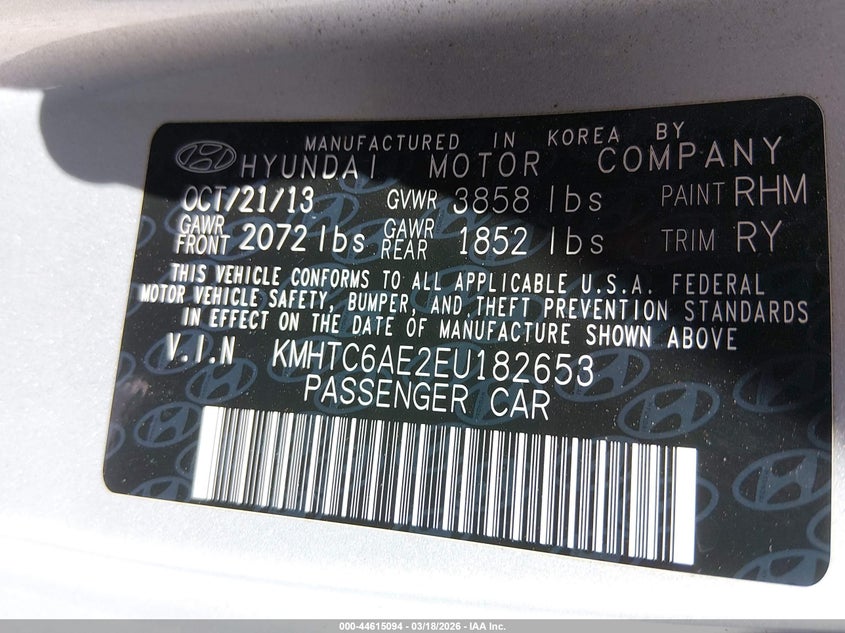 MANUFACTURED IN KOREA BY
HYUNDAI MOTOR COMPANY
OCT/21/13 GVWR 3858 lbs PAINT RHM
GAWR FRONT 2072 lbs GAWR REAR 1852 lbs TRIM RY
THIS VEHICLE CONFORMS TO ALL APPLICABLE U.S.A. FEDERAL
MOTOR VEHICLE SAFETY, BUMPER, AND THEFT PREVENTION STANDARDS
IN EFFECT ON THE DATE OF MANUFACTURE SHOWN ABOVE
V.I.N KMHTC6AE2EU182653
PASSENGER CAR
000-44615094 - 03/18/2026 - IAA Inc.